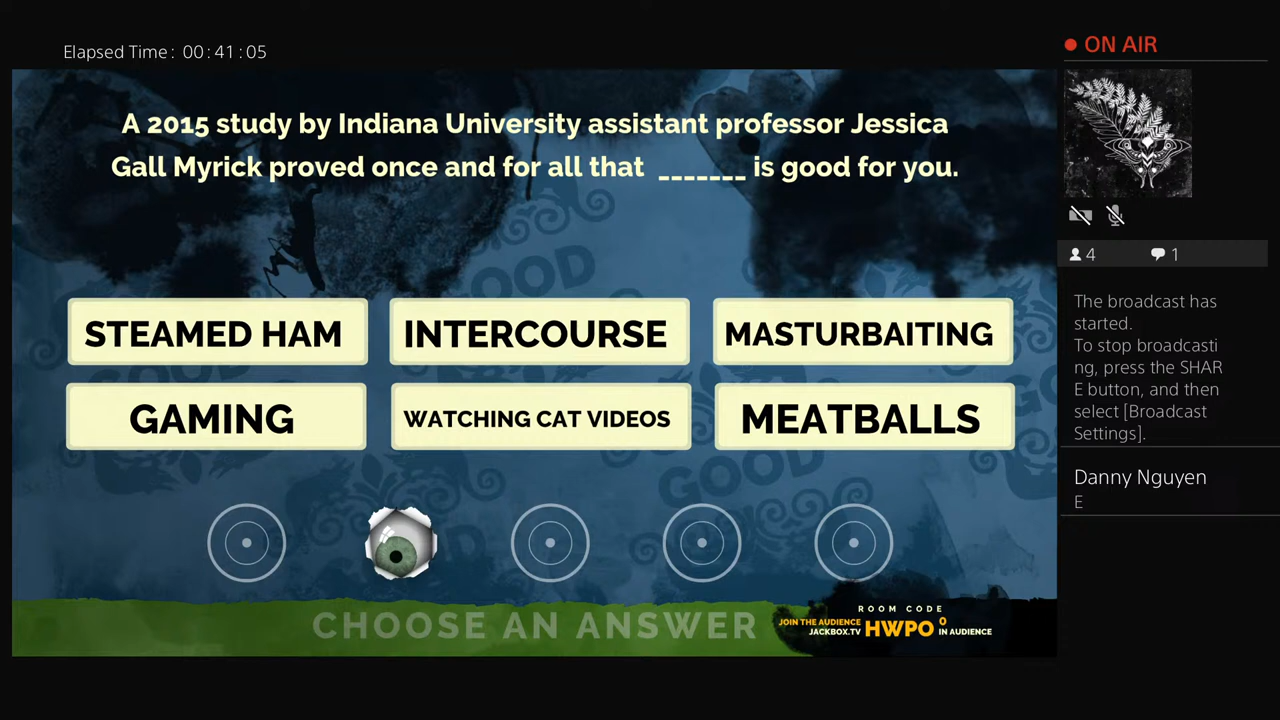 Elapsed Time: 00:41:05
ON AIR
A 2015 study by Indiana University assistant professor Jessica
Gall Myrick proved once and for all that _______ is good for you.
4 1
The broadcast has
started.
To stop broadcasti
ng, press the SHAR
E button, and then
select [Broadcast
Settings].
STEAMED HAM
INTERCOURSE
MASTURBAITING
GAMING
WATCHING CAT VIDEOS
MEATBALLS
Danny Nguyen
E
GOOD
GOOD
GOOD
CHOOSE AN ANSWER
ROOM CODE
JOIN THE AUDIENCE
JACKBOX.TV
HWPO
0
IN AUDIENCE